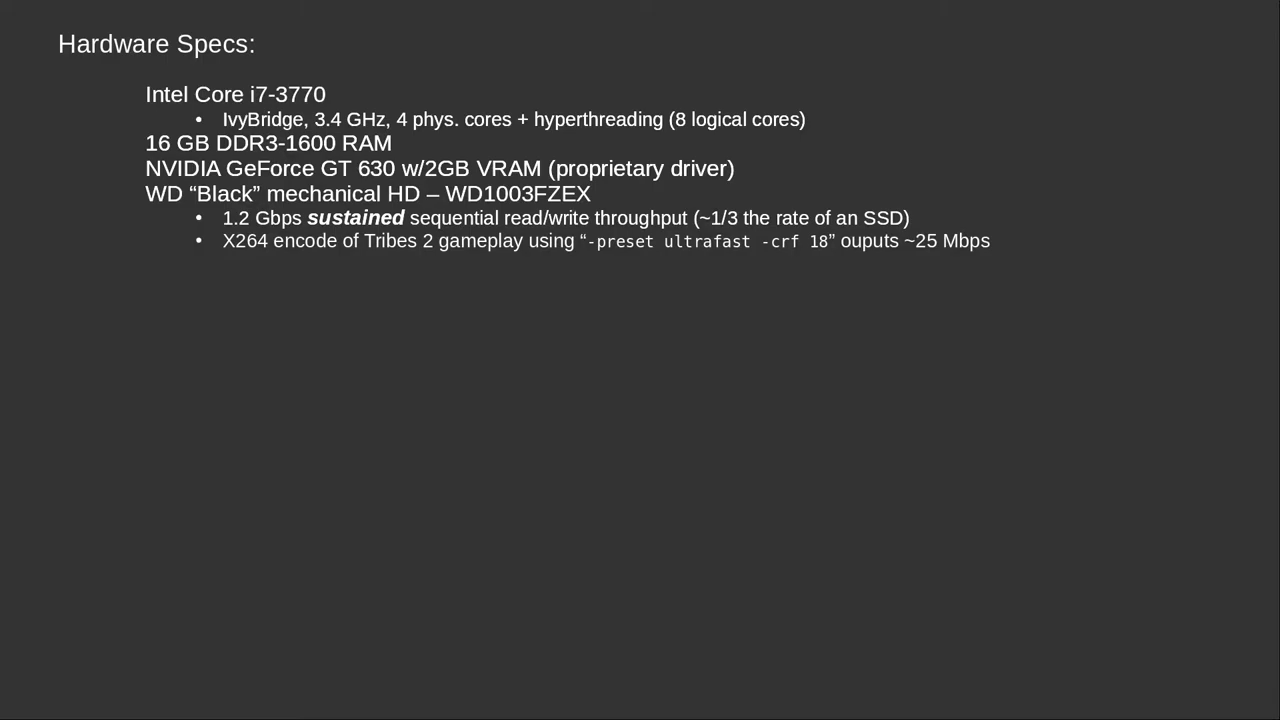 Hardware Specs:
Intel Core i7-3770
• IvyBridge, 3.4 GHz, 4 phys. cores + hyperthreading (8 logical cores)
16 GB DDR3-1600 RAM
NVIDIA GeForce GT 630 w/2GB VRAM (proprietary driver)
WD “Black” mechanical HD – WD1003FZEX
• 1.2 Gbps sustained sequential read/write throughput (~1/3 the rate of an SSD)
• X264 encode of Tribes 2 gameplay using “-preset ultrafast -crf 18” ouputs ~25 Mbps